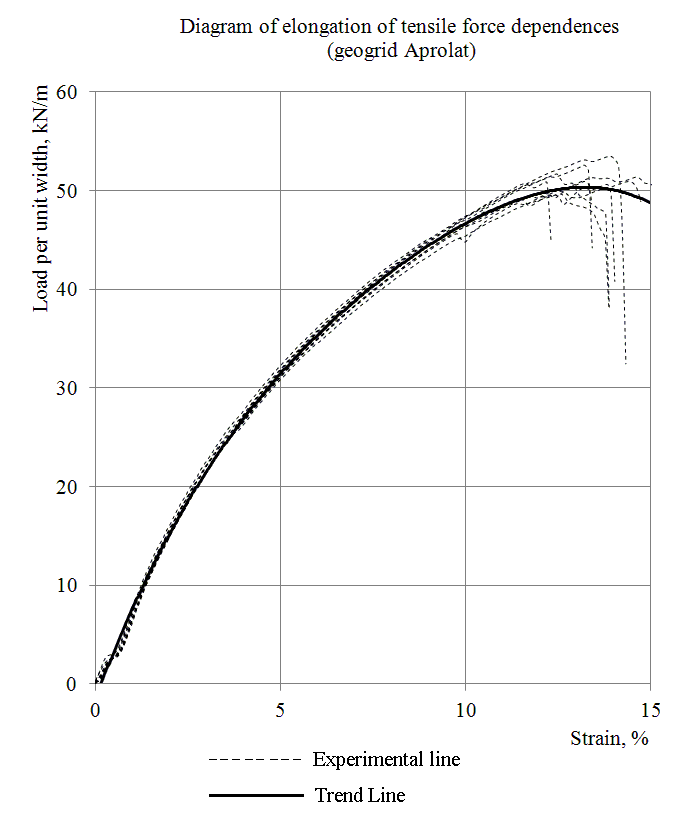 Diagram of elongation of tensile force dependences
(geogrid Aprolat)
Load per unit width, kN/m
60
50
40
30
20
10
0
0 5 10 15
Strain, %
Experimental line
Trend Line